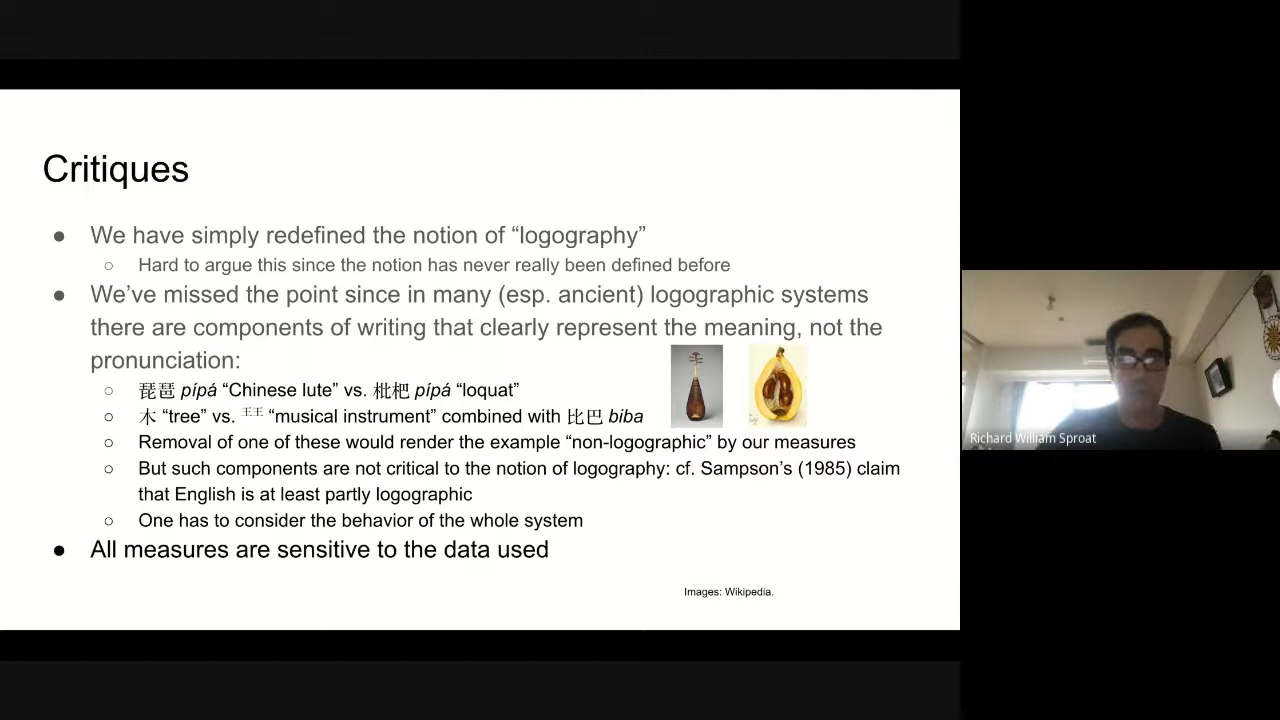 Critiques
● We have simply redefined the notion of “logography”
○ Hard to argue this since the notion has never really been defined before
● We’ve missed the point since in many (esp. ancient) logographic systems
there are components of writing that clearly represent the meaning, not the
pronunciation:
○ 琵琶 pípá “Chinese lute” vs. 枇杷 pípá “loquat”
○ 木 “tree” vs. 王王 “musical instrument” combined with 比巴 biba
○ Removal of one of these would render the example “non-logographic” by our measures
○ But such components are not critical to the notion of logography: cf. Sampson’s (1985) claim
that English is at least partly logographic
○ One has to consider the behavior of the whole system
● All measures are sensitive to the data used
Images: Wikipedia.
Richard William Sproat